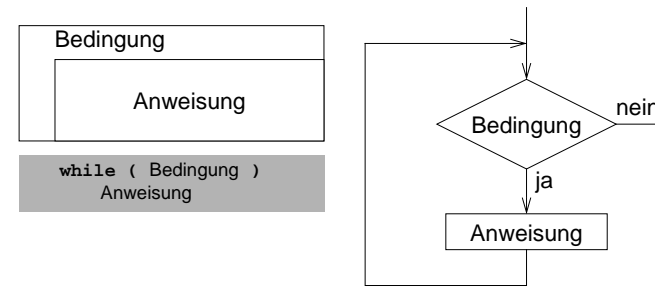 Bedingung
Anweisung
while ( Bedingung )
Anweisung
Bedingung
nein
ja
Anweisung